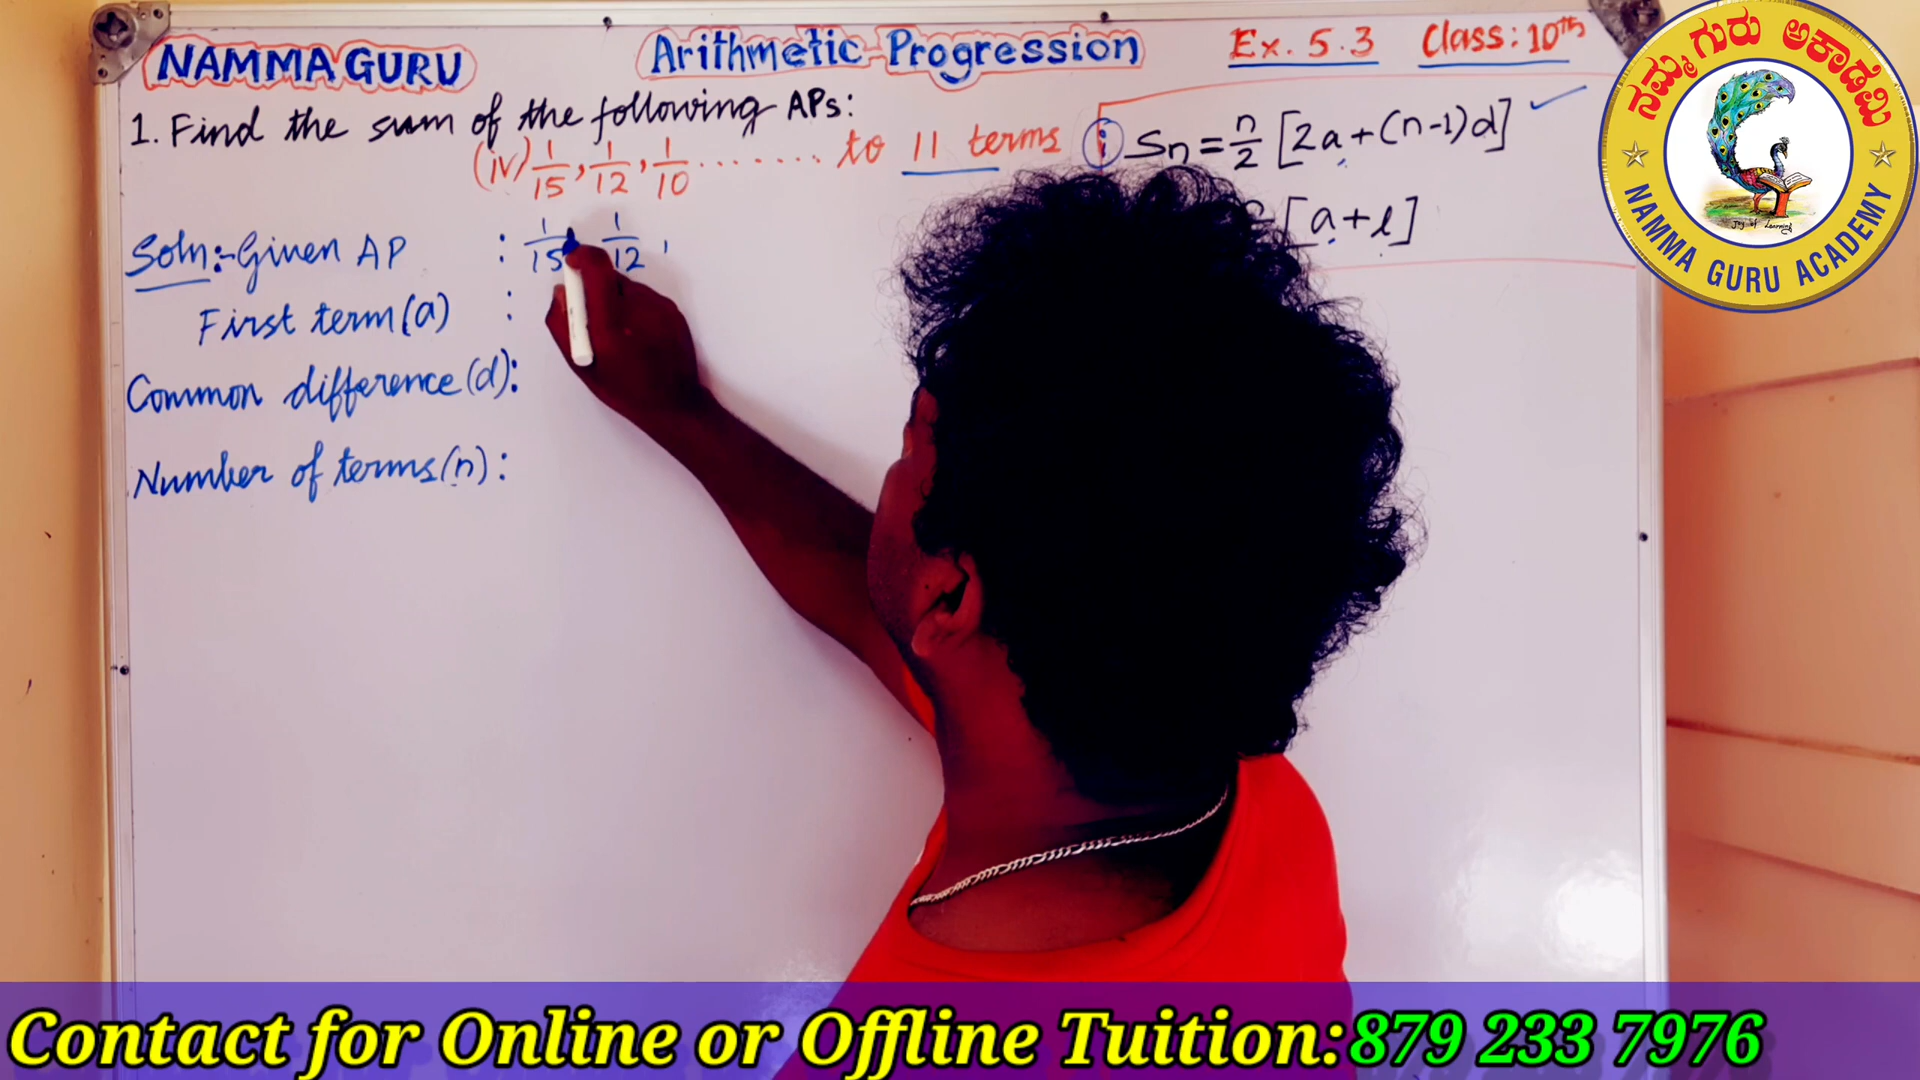 NAMMA GURU
Arithmetic Progression
Ex. 5.3 Class: 10th
1. Find the sum of the following APs:
(iv) 1/15, 1/12, 1/10 ........ to 11 terms
(i) Sn = n/2 [2a + (n-1)d]
[a + l]
Soln:- Given AP : 1/15, 1/12,
First term (a) :
Common difference (d):
Number of terms (n):
ನಮ್ಮ ಗುರು ಅಕಾಡೆಮಿ
NAMMA GURU ACADEMY
Contact for Online or Offline Tuition: 879 233 7976